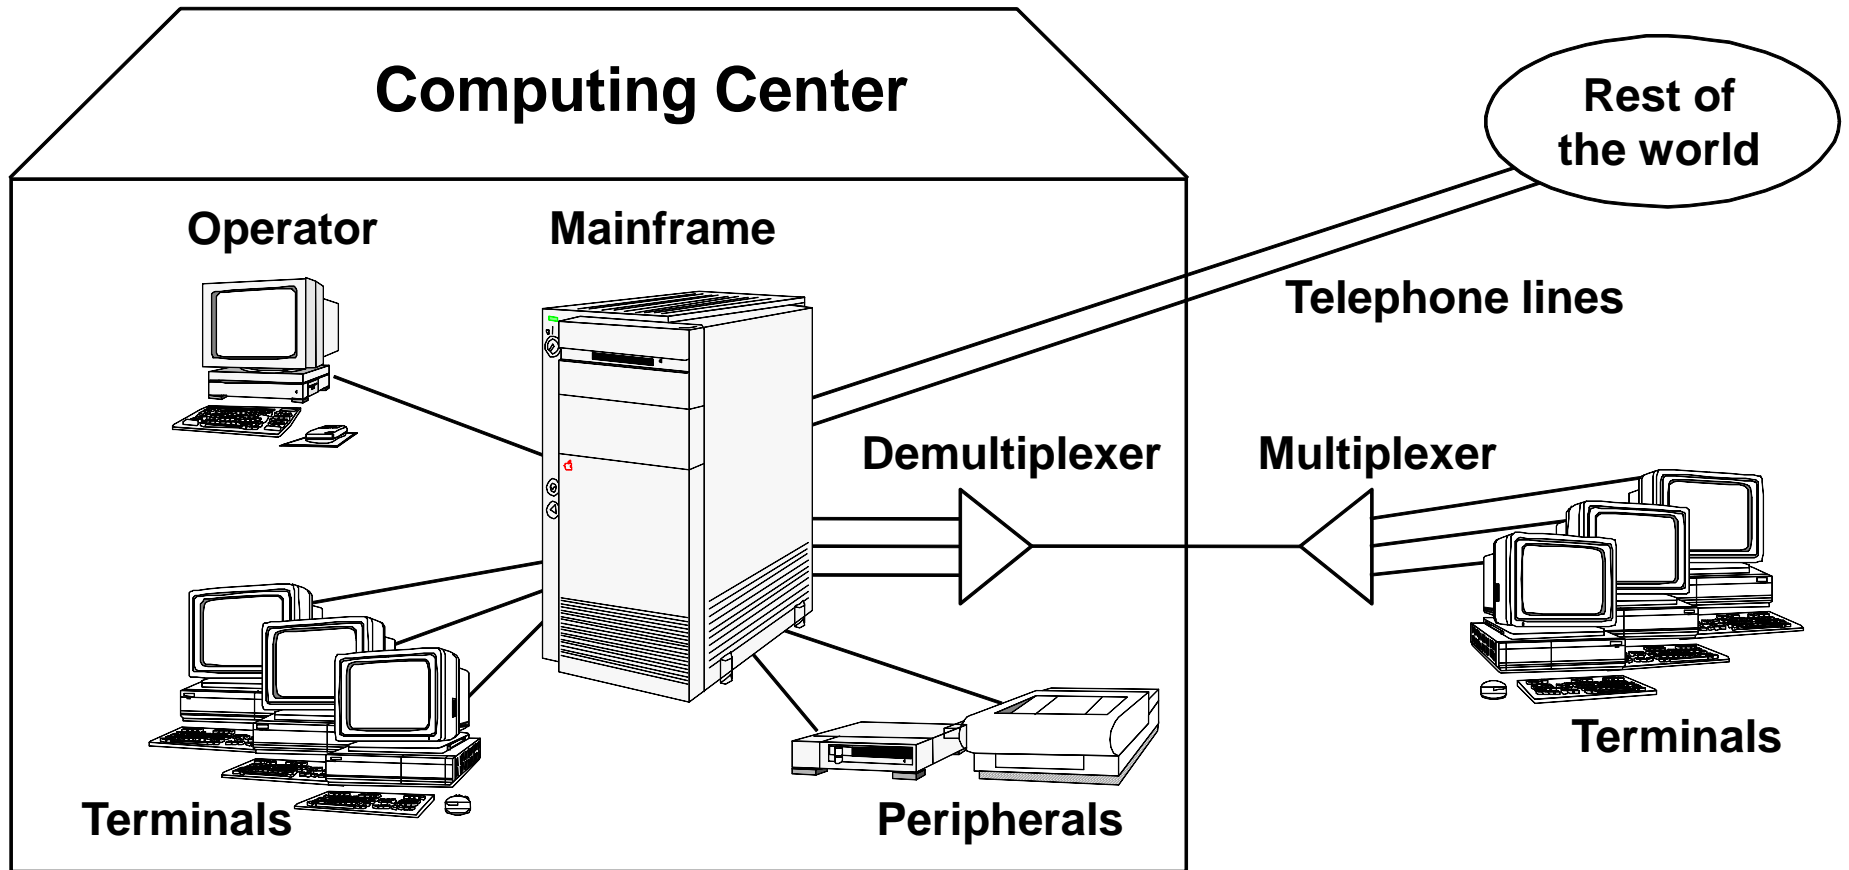 Computing Center
Rest of
the world
Operator
Mainframe
Telephone lines
Demultiplexer
Multiplexer
Terminals
Terminals
Peripherals